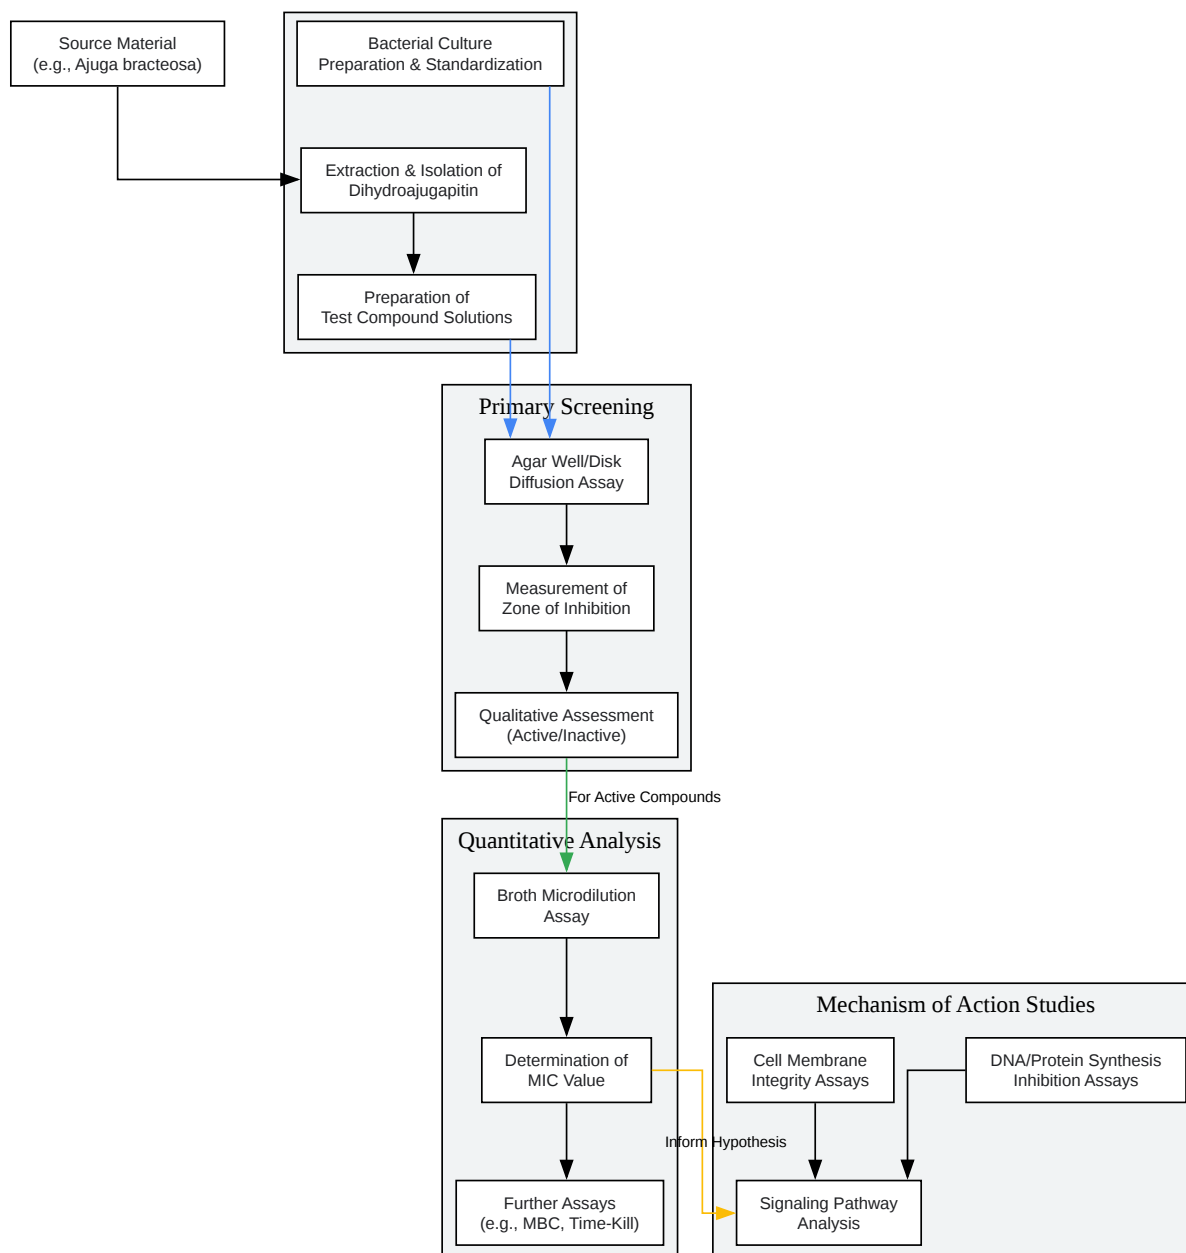 Source Material
(e.g., Ajuga bracteosa)
Bacterial Culture
Preparation & Standardization
Extraction & Isolation of
Dihydroajugapitin
Preparation of
Test Compound Solutions
Primary Screening
Agar Well/Disk
Diffusion Assay
Measurement of
Zone of Inhibition
Qualitative Assessment
(Active/Inactive)
For Active Compounds
Quantitative Analysis
Broth Microdilution
Assay
Determination of
MIC Value
Further Assays
(e.g., MBC, Time-Kill)
Inform Hypothesis
Mechanism of Action Studies
Cell Membrane
Integrity Assays
DNA/Protein Synthesis
Inhibition Assays
Signaling Pathway
Analysis